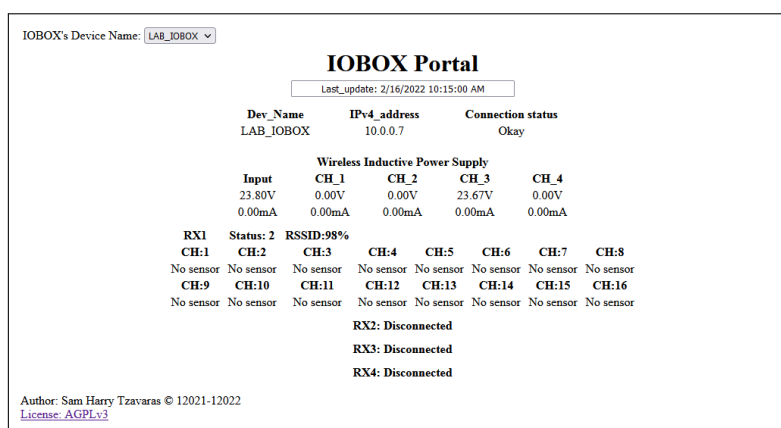 IOBOX's Device Name: LAB_IOBOX
IOBOX Portal
Last_update: 2/16/2022 10:15:00 AM
Dev_Name IPv4_address Connection status
LAB_IOBOX 10.0.0.7 Okay
Wireless Inductive Power Supply
Input CH_1 CH_2 CH_3 CH_4
23.80V 0.00V 0.00V 23.67V 0.00V
0.00mA 0.00mA 0.00mA 0.00mA 0.00mA
RX1 Status: 2 RSSID:98%
CH:1 CH:2 CH:3 CH:4 CH:5 CH:6 CH:7 CH:8
No sensor No sensor No sensor No sensor No sensor No sensor No sensor No sensor
CH:9 CH:10 CH:11 CH:12 CH:13 CH:14 CH:15 CH:16
No sensor No sensor No sensor No sensor No sensor No sensor No sensor No sensor
RX2: Disconnected
RX3: Disconnected
RX4: Disconnected
Author: Sam Harry Tzavaras © 12021-12022
License: AGPLv3